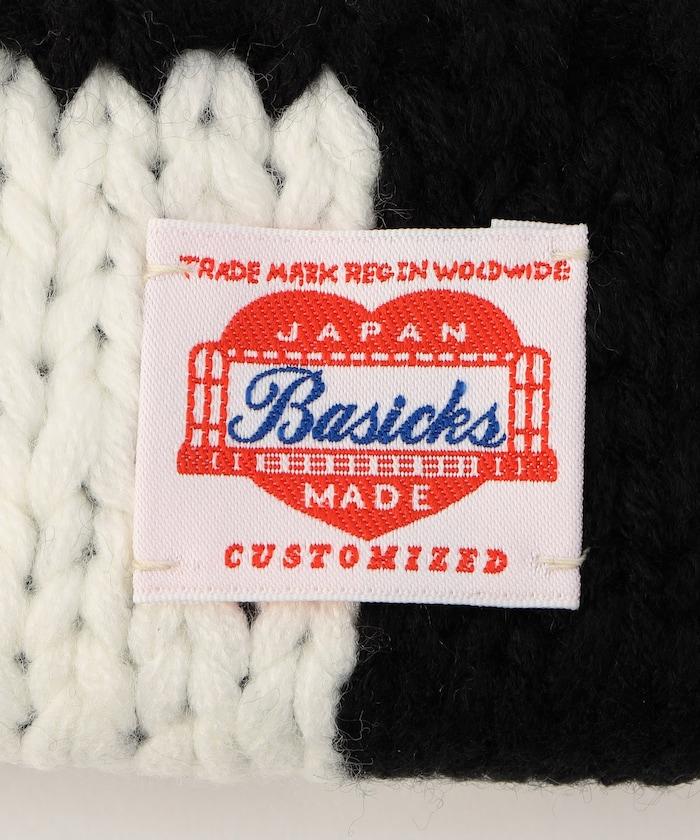 TRADE MARK REG IN WOLDWIDE
JAPAN
Basicks
MADE
CUSTOMIZED